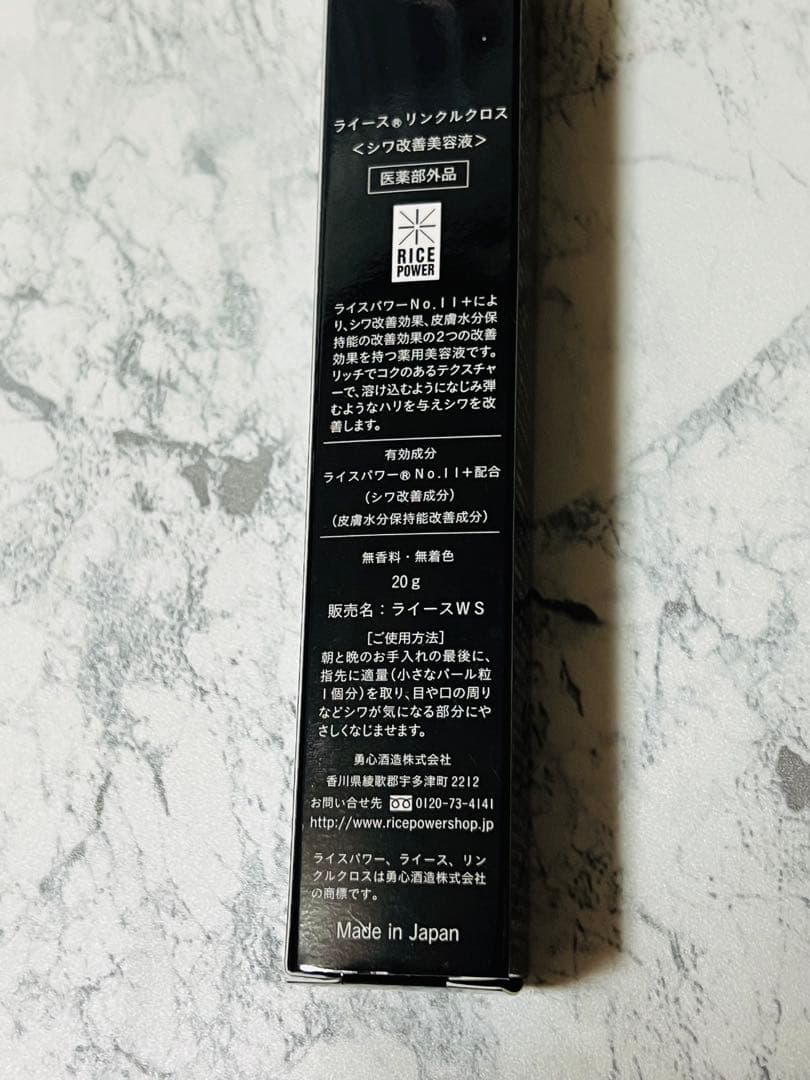 ライース®リンクルクロス
<シワ改善美容液>
医薬部外品
RICE
POWER
ライスパワーNo.11+によ
り、シワ改善効果、皮膚水分保
持能の改善効果の2つの改善
効果を持つ薬用美容液です。
リッチでコクのあるテクスチャ
ーで、溶け込むようになじみ弾
むようなハリを与えシワを改
善します。
有効成分
ライスパワー®No.11+配合
(シワ改善成分)
(皮膚水分保持能改善成分)
無香料・無着色
20g
販売名:ライースWS
[ご使用方法]
朝と晩のお手入れの最後に、
指先に適量(小さなパール粒
1個分)を取り、目や口の周り
などシワが気になる部分にや
さしくなじませます。
勇心酒造株式会社
香川県綾歌郡宇多津町2212
お問い合せ先 0120-73-4141
http://www.ricepowershop.jp
ライスパワー、ライース、リン
クルクロスは勇心酒造株式会社
の商標です。
Made in Japan